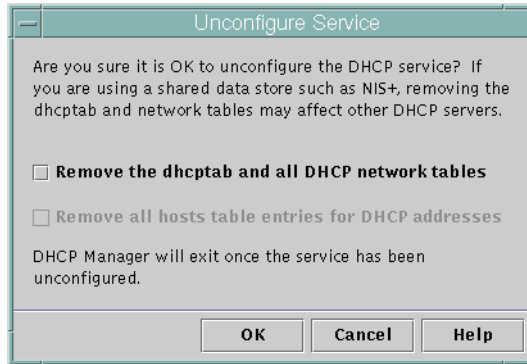 Unconfigure Service
Are you sure it is OK to unconfigure the DHCP service? If
you are using a shared data store such as NIS+, removing the
dhcptab and network tables may affect other DHCP servers.
Remove the dhcptab and all DHCP network tables
Remove all hosts table entries for DHCP addresses
DHCP Manager will exit once the service has been
unconfigured.
OK Cancel Help